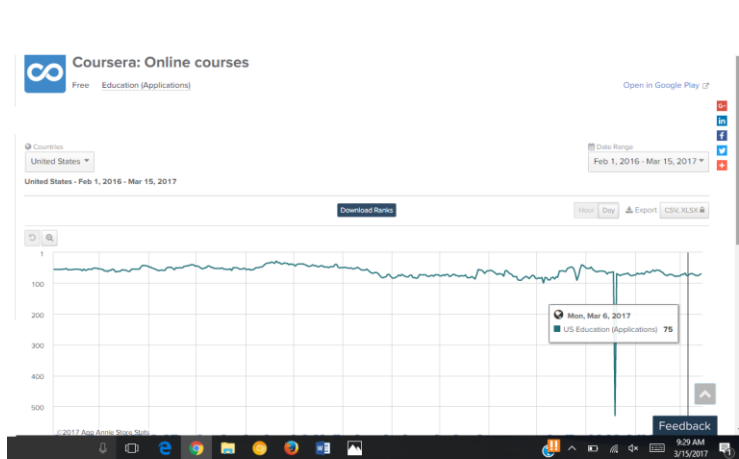 Coursera: Online courses
Free Education (Applications)
Open in Google Play
G+
in
f
Countries
Date Range
United States
Feb 1, 2016 - Mar 15, 2017
United States - Feb 1, 2016 - Mar 15, 2017
Download Ranks
Hour Day Export CSV, XLSX
1
100
200
Mon, Mar 6, 2017
US Education (Applications) 75
300
400
500
Feedback
©2017 App Annie Store Stats
9:29 AM
3/15/2017